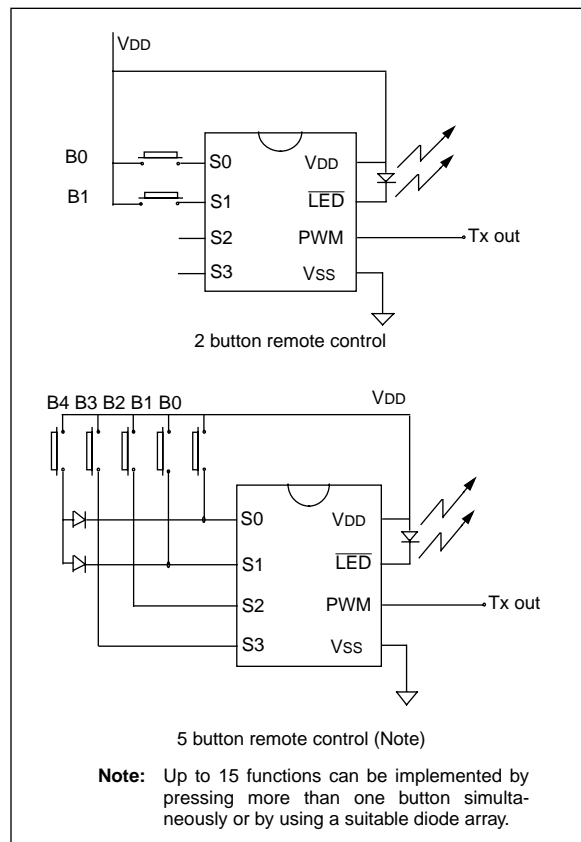 VDD
B0
S0
VDD
B1
S1
LED
S2
PWM
Tx out
S3
VSS
2 button remote control
B4 B3 B2 B1 B0
VDD
S0
VDD
S1
LED
S2
PWM
Tx out
S3
VSS
5 button remote control (Note)
Note: Up to 15 functions can be implemented by
pressing more than one button simulta-
neously or by using a suitable diode array.